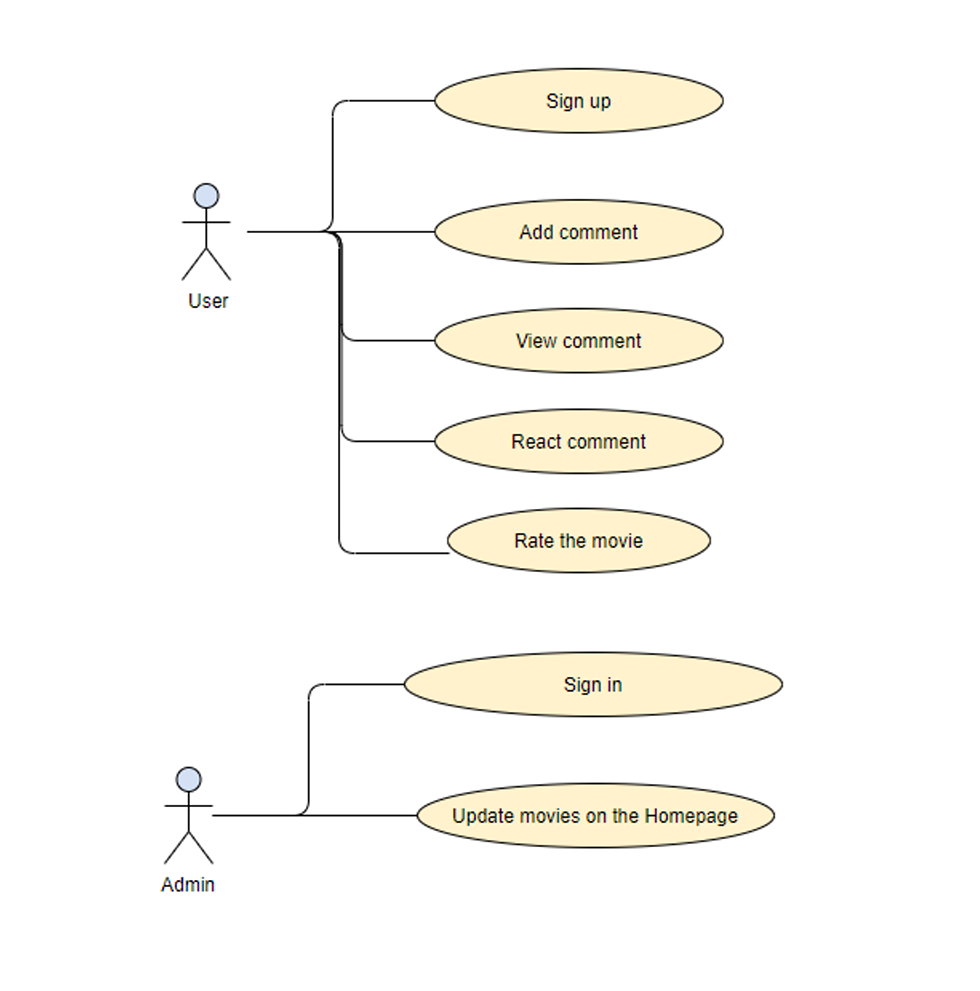 Sign up
Add comment
User
View comment
React comment
Rate the movie
Sign in
Update movies on the Homepage
Admin